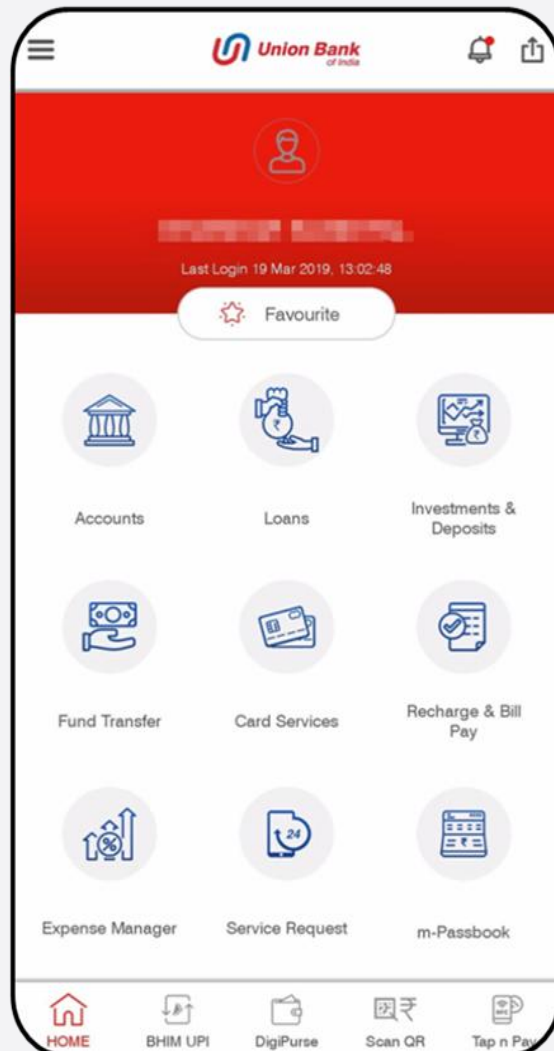 Union Bank
of India
Last Login 19 Mar 2019, 13:02:48
Favourite
Accounts
Loans
Investments &
Deposits
Fund Transfer
Card Services
Recharge & Bill
Pay
24
Expense Manager
Service Request
m-Passbook
HOME
BHIM UPI
DigiPurse
Scan QR
Tap n Pay